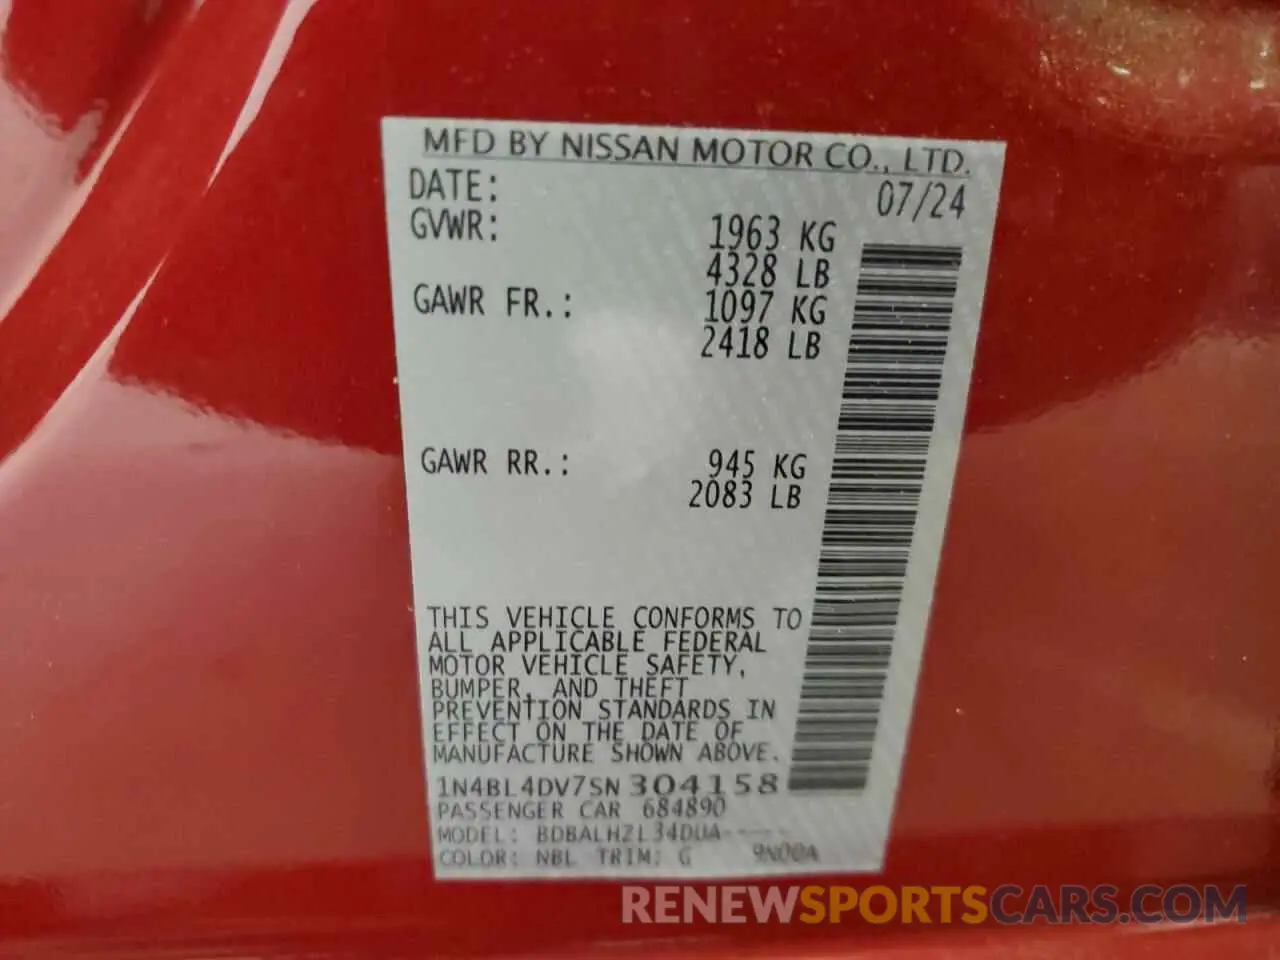 MFD BY NISSAN MOTOR CO., LTD.
DATE: 07/24
GVWR: 1963 KG
4328 LB
GAWR FR.: 1097 KG
2418 LB
GAWR RR.: 945 KG
2083 LB
THIS VEHICLE CONFORMS TO
ALL APPLICABLE FEDERAL
MOTOR VEHICLE SAFETY,
BUMPER, AND THEFT
PREVENTION STANDARDS IN
EFFECT ON THE DATE OF
MANUFACTURE SHOWN ABOVE.
1N4BL4DV7SN304158
PASSENGER CAR 684890
MODEL: BDBALHZL34DUA-----
COLOR: NBL TRIM: G 9N00A
RENEWSPORTSCARS.COM